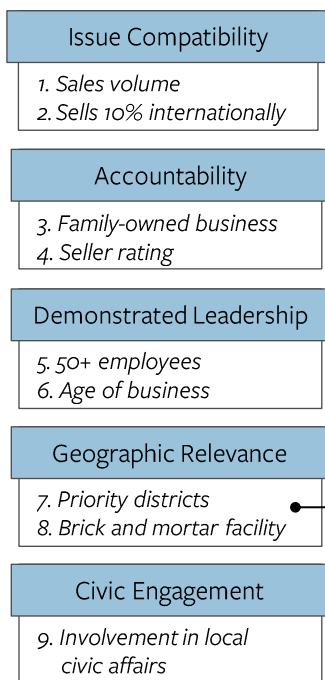 Issue Compatibility
1. Sales volume
2. Sells 10% internationally
Accountability
3. Family-owned business
4. Seller rating
Demonstrated Leadership
5. 50+ employees
6. Age of business
Geographic Relevance
7. Priority districts
8. Brick and mortar facility
Civic Engagement
9. Involvement in local
civic affairs